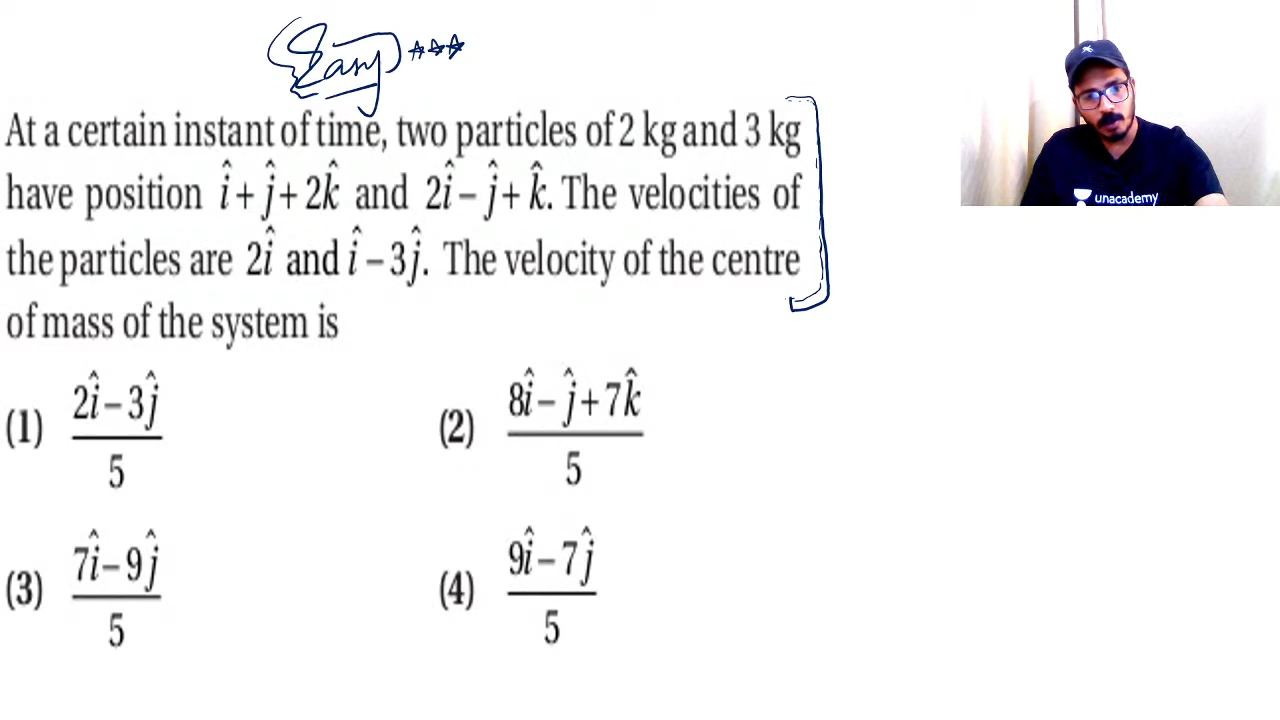 Easy ☆☆☆
At a certain instant of time, two particles of 2 kg and 3 kg
have position î + ĵ + 2k̂ and 2î – ĵ + k̂. The velocities of
the particles are 2î and î – 3ĵ. The velocity of the centre
of mass of the system is
(1) (2î – 3ĵ)/5 (2) (8î – ĵ + 7k̂)/5
(3) (7î – 9ĵ)/5 (4) (9î – 7ĵ)/5
unacademy